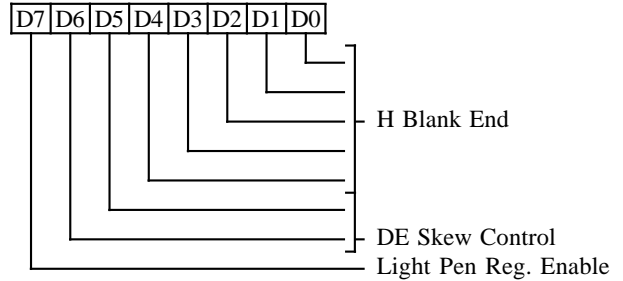 D7 D6 D5 D4 D3 D2 D1 D0
H Blank End
DE Skew Control
Light Pen Reg. Enable